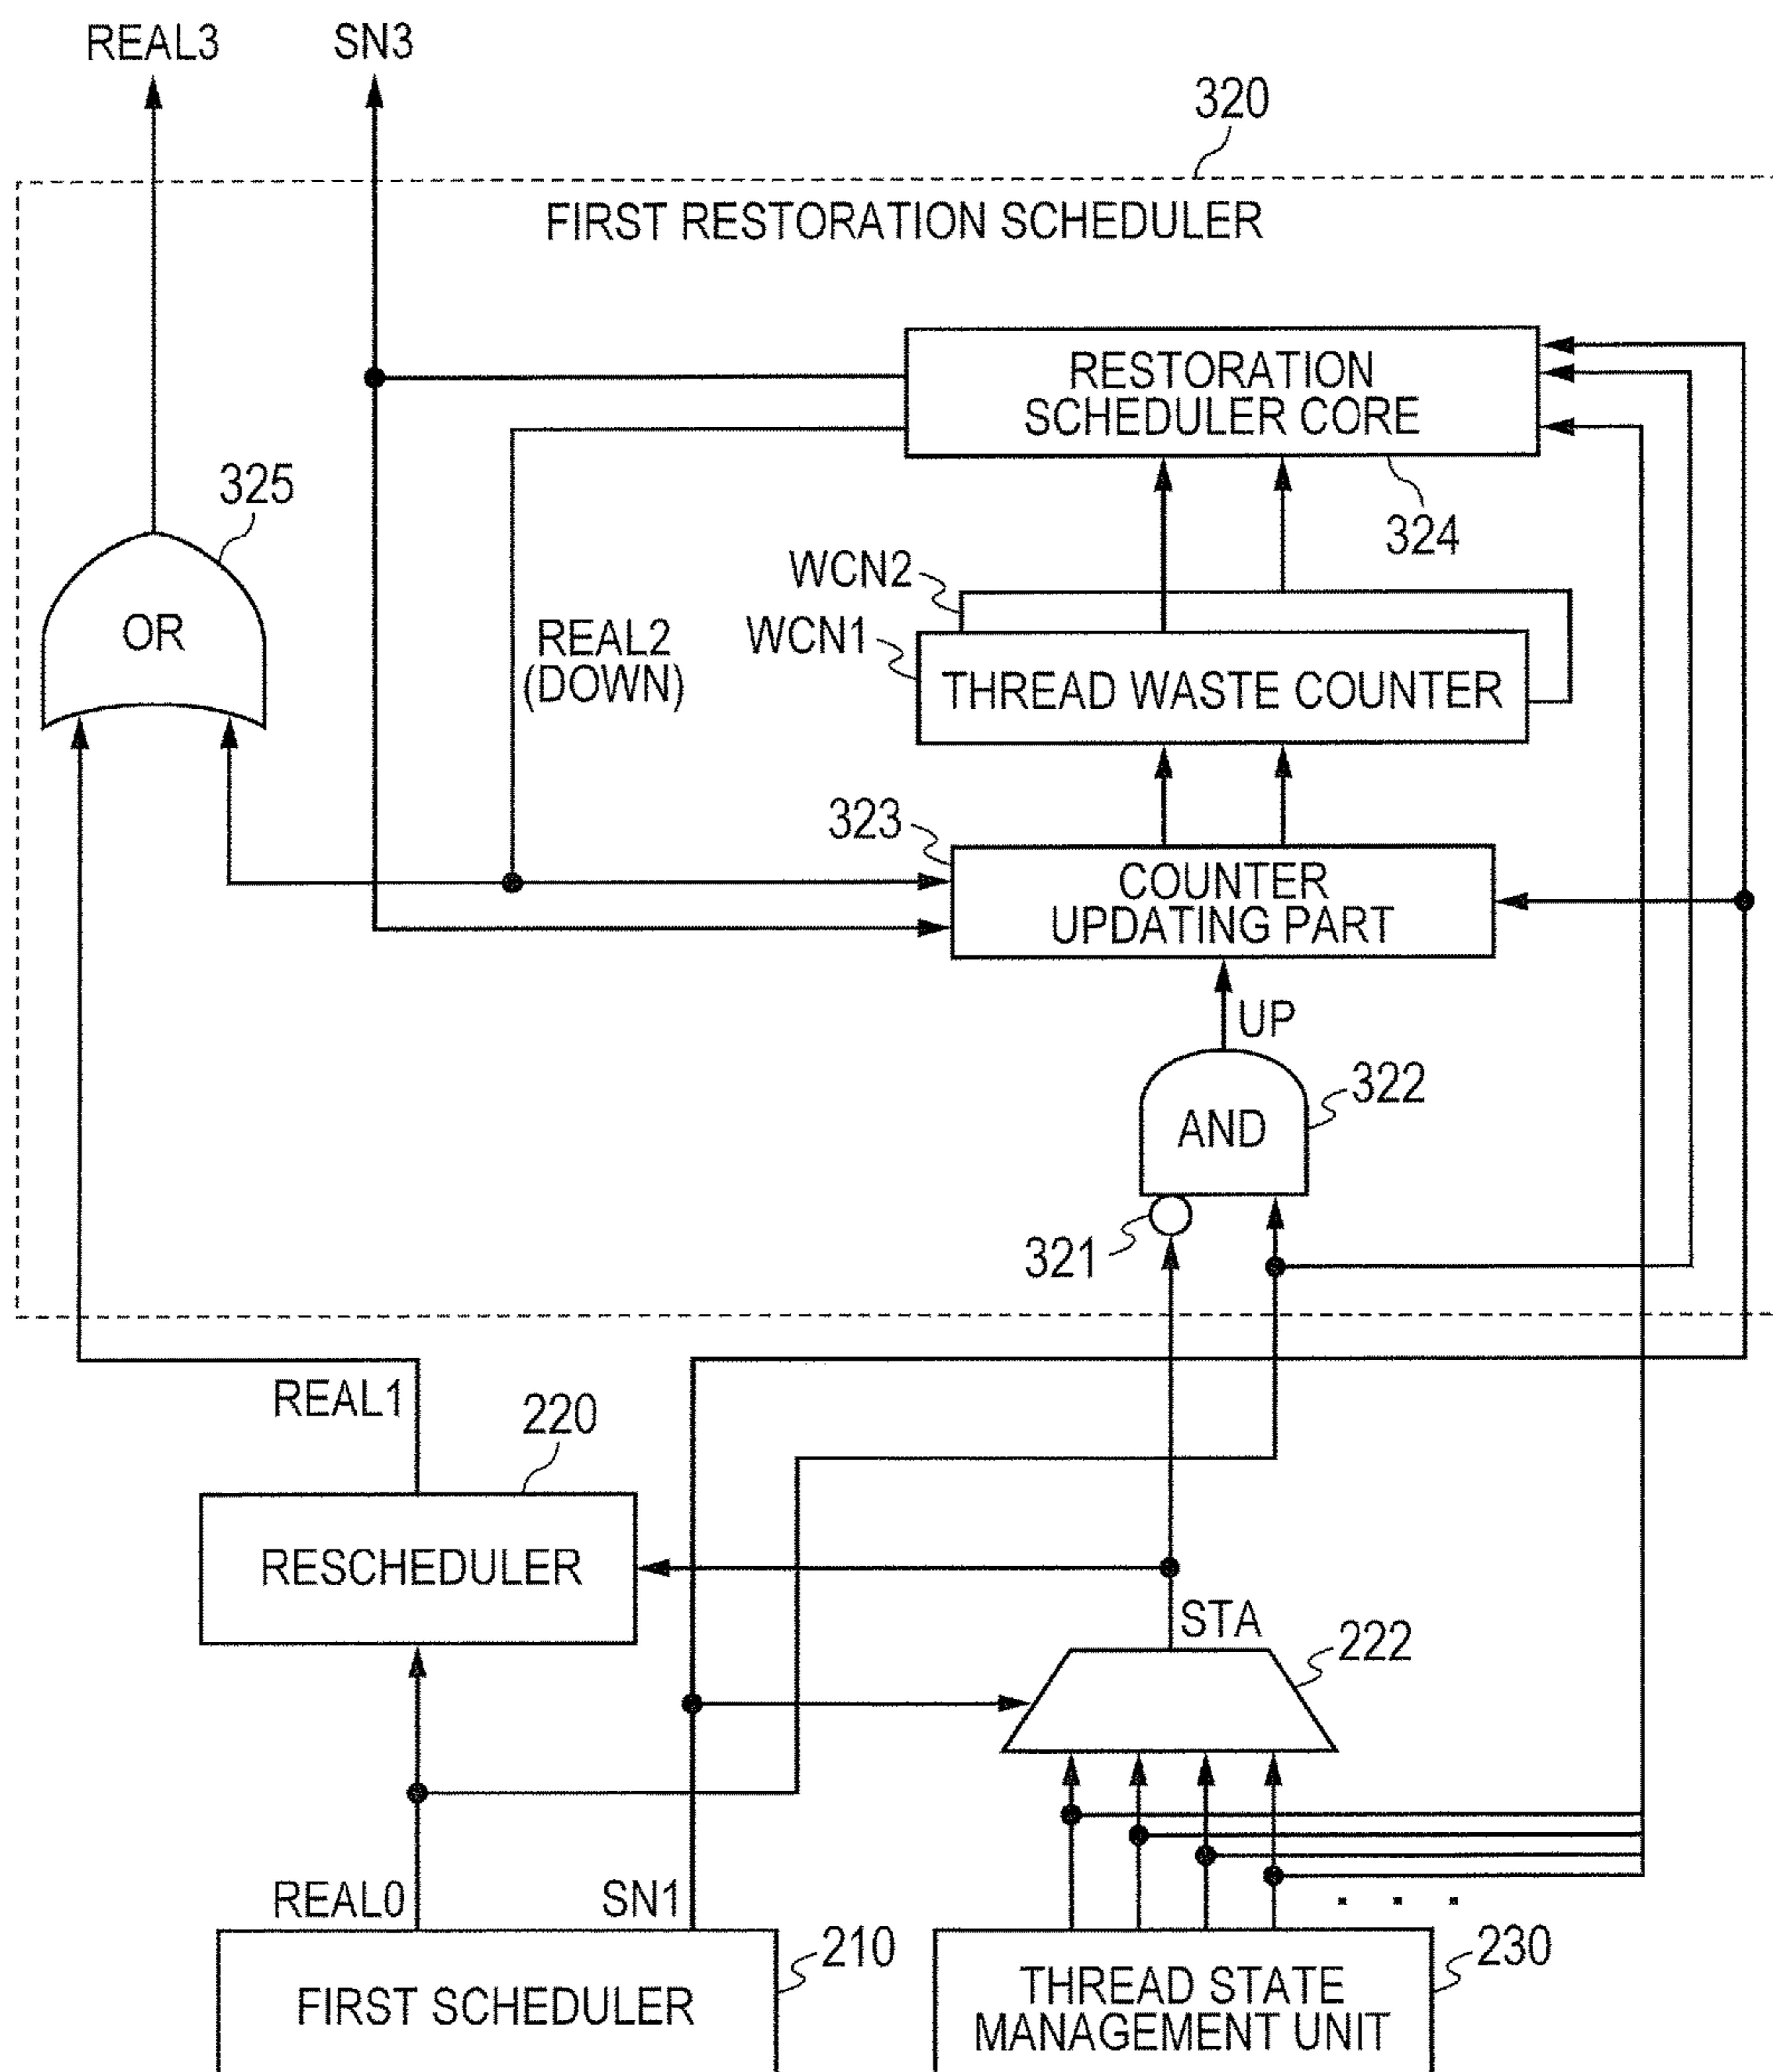 REAL3
SN3
320
FIRST RESTORATION SCHEDULER
RESTORATION
SCHEDULER CORE
325
324
WCN2
OR
REAL2
(DOWN)
WCN1
THREAD WASTE COUNTER
323
COUNTER
UPDATING PART
UP
322
AND
321
REAL1
220
RESCHEDULER
STA
222
REAL0
SN1
. . .
210
230
FIRST SCHEDULER
THREAD STATE
MANAGEMENT UNIT